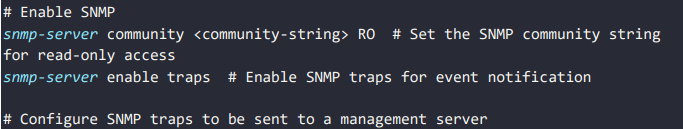 # Enable SNMP
snmp-server community <community-string> RO  # Set the SNMP community string
for read-only access
snmp-server enable traps  # Enable SNMP traps for event notification
# Configure SNMP traps to be sent to a management server